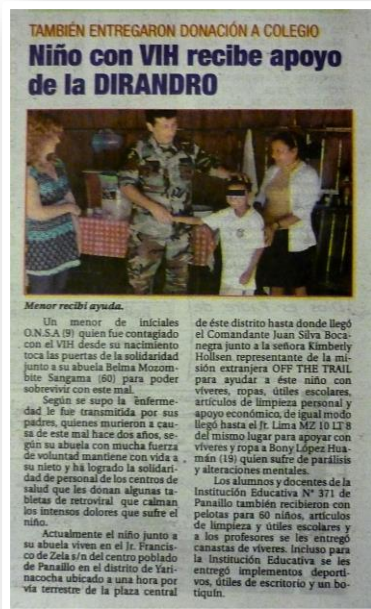 TAMBIÉN ENTREGARON DONACIÓN A COLEGIO
Niño con VIH recibe apoyo
de la DIRANDRO
Menor recibi ayuda.
Un menor de iniciales
O.N.S.A (9) quien fue contagiado
con el VIH desde su nacimiento
toca las puertas de la solidaridad
junto a su abuela Belma Mozom-
bite Sangama (60) para poder
sobrevivir con este mal.
Según se supo la enferme-
dad le fue transmitida por sus
padres, quienes murieron a cau-
sa de este mal hace dos años, se-
gún su abuela con mucha fuerza
de voluntad mantiene con vida a
su nieto y ha logrado la solidari-
dad de personal de los centros de
salud que les donan algunas ta-
bletas de retroviral que calman
los intensos dolores que sufre el
niño.
Actualmente el niño junto a
su abuela viven en el Jr. Francis-
co de Zela s/n del centro poblado
de Panaillo en el distrito de Yari-
nacocha ubicado a una hora por
vía terrestre de la plaza central
de éste distrito hasta donde llegó
el Comandante Juan Silva Boca-
negra junto a la señora Kimberly
Hollsen representante de la mi-
sión extranjera OFF THE TRAIL
para ayudar a éste niño con
víveres, ropas, útiles escolares,
artículos de limpieza personal y
apoyo económico, de igual modo
llegó hasta el Jr. Lima MZ 10 LT 8
del mismo lugar para apoyar con
víveres y ropa a Bony López Hua-
mán (19) quien sufre de parálisis
y alteraciones mentales.
Los alumnos y docentes de la
Institución Educativa N° 371 de
Panaillo también recibieron con
pelotas para 60 niños, artículos
de limpieza y útiles escolares y
a los profesores se les entregó
canastas de víveres. Incluso para
la Institución Educativa se les
entregó implementos deporti-
vos, útiles de escritorio y un bo-
tiquín.